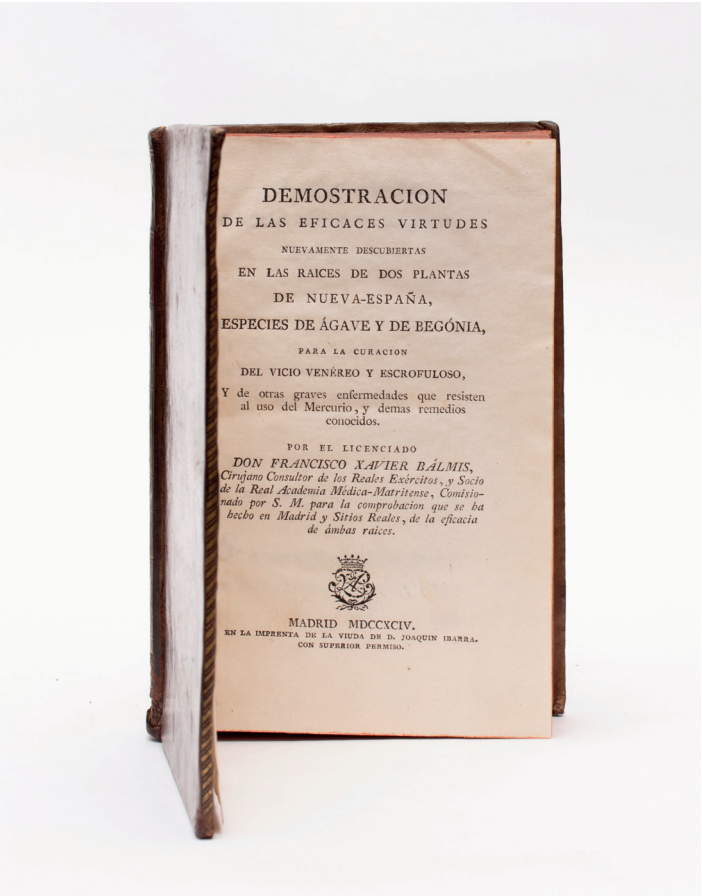 DEMOSTRACION
DE LAS EFICACES VIRTUDES
NUEVAMENTE DESCUBIERTAS
EN LAS RAICES DE DOS PLANTAS
DE NUEVA-ESPAÑA,
ESPECIES DE ÁGAVE Y DE BEGÓNIA,
PARA LA CURACION
DEL VICIO VENÉREO Y ESCROFULOSO,
Y de otras graves enfermedades que resisten
al uso del Mercurio, y demas remedios
conocidos.
POR EL LICENCIADO
DON FRANCISCO XAVIER BÁLMIS,
Cirujano Consultor de los Reales Exércitos, y Socio
de la Real Academia Médica-Matritense, Comisio-
nado por S. M. para la comprobacion que se ha
hecho en Madrid y Sitios Reales, de la eficacia
de ámbas raices.
MADRID MDCCXCIV.
EN LA IMPRENTA DE LA VIUDA DE D. JOAQUIN IBARRA.
CON SUPERIOR PERMISO.